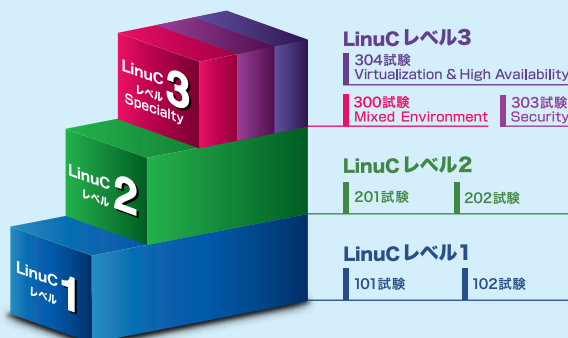 LinuC
レベル 3
Specialty
LinuC
レベル 2
LinuC
レベル 1
LinuC レベル3
304試験
Virtualization & High Availability
300試験
Mixed Environment
303試験
Security
LinuC レベル2
201試験
202試験
LinuC レベル1
101試験
102試験